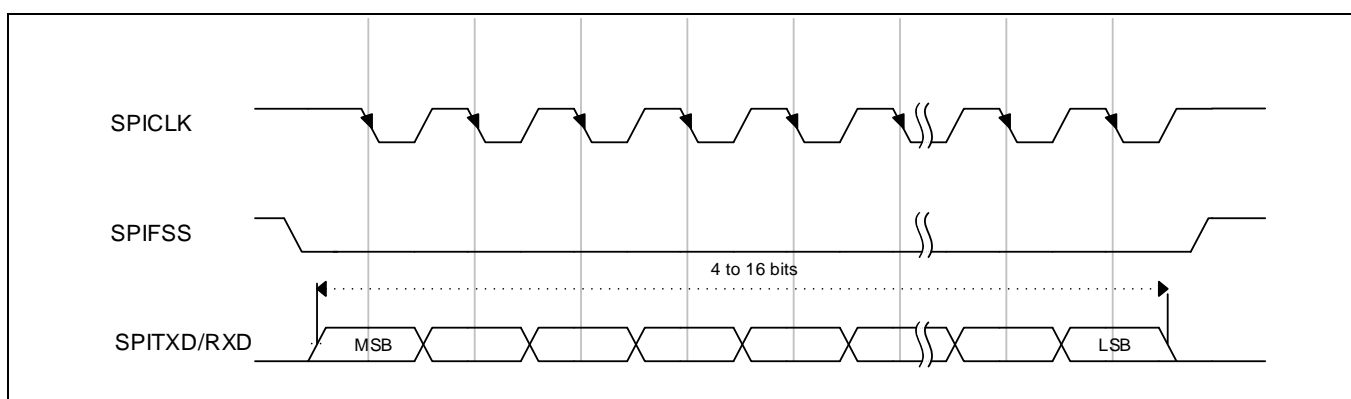 SPICLK
SPIFSS
4 to 16 bits
SPITXD/RXD
MSB
LSB